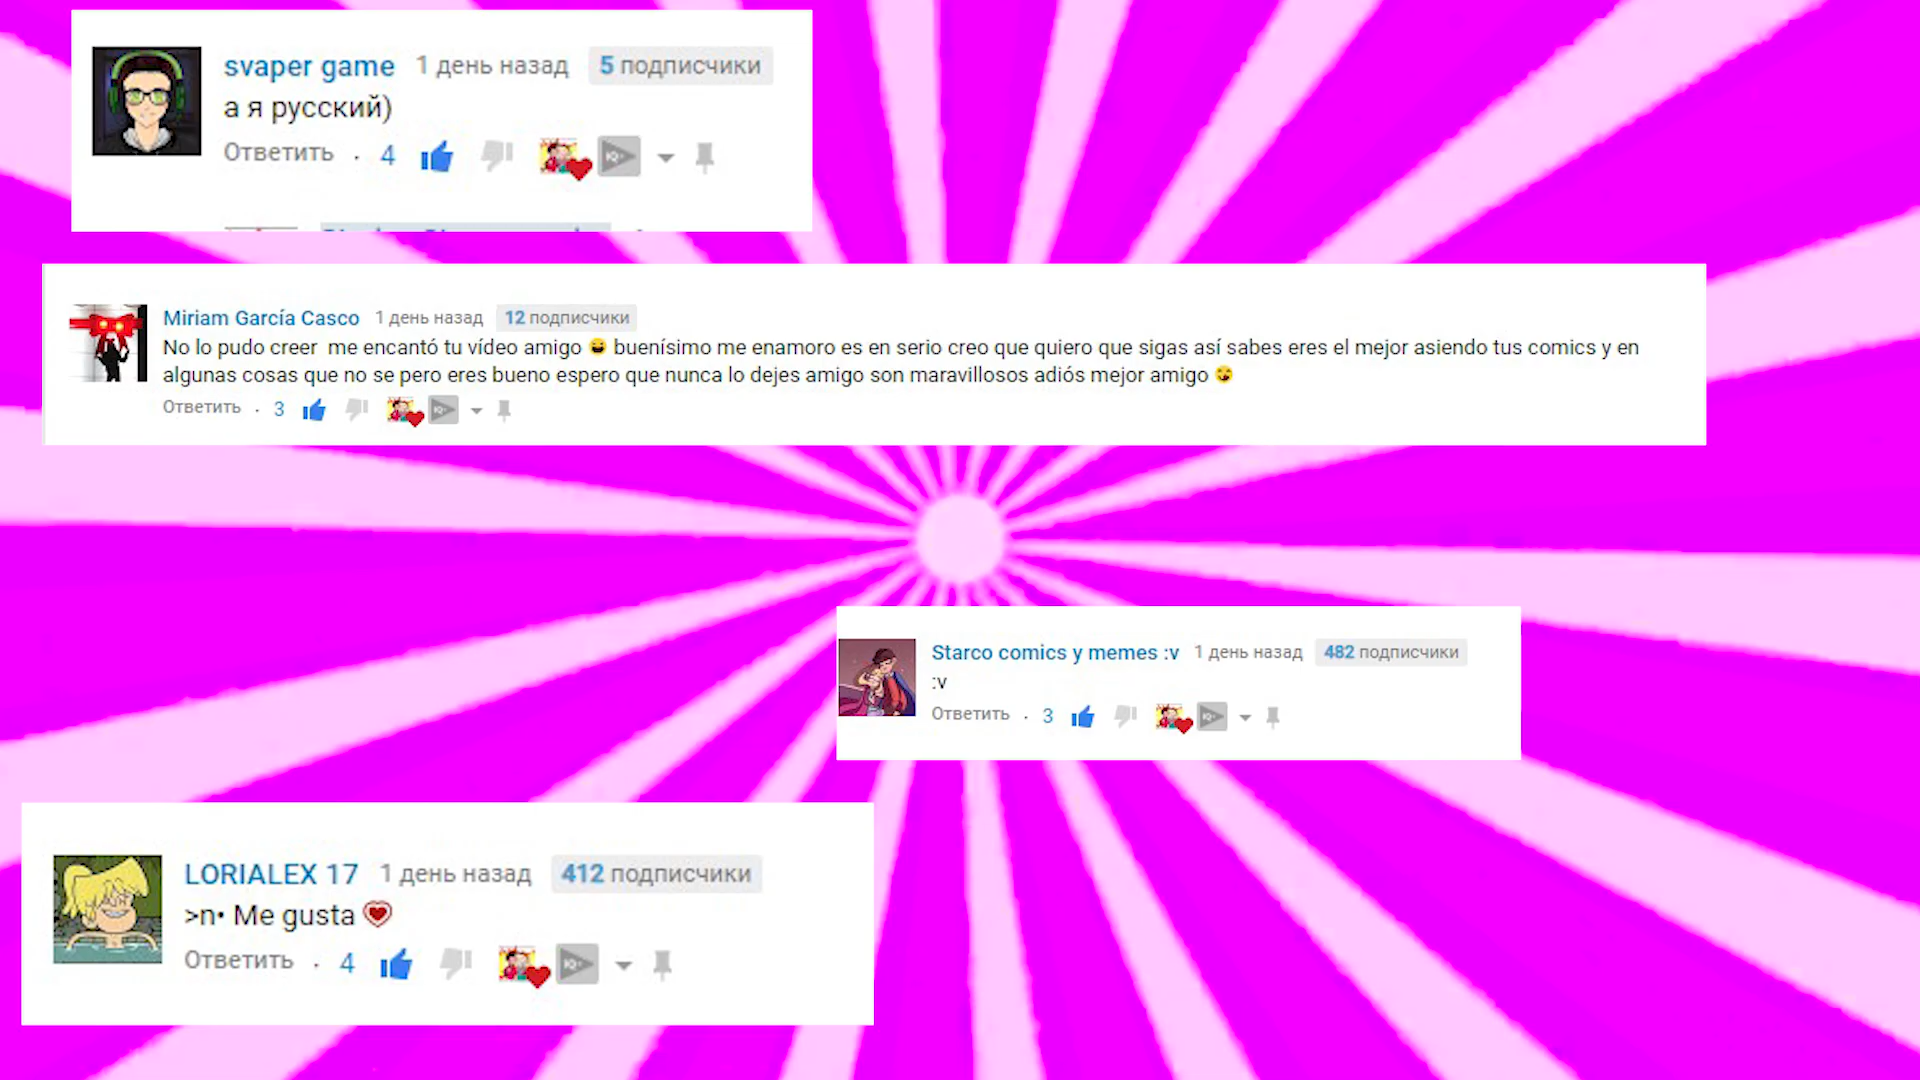 svaper game 1 день назад 5 подписчики
а я русский)
Ответить · 4
Miriam García Casco 1 день назад 12 подписчики
No lo pudo creer me encantó tu vídeo amigo 😄 buenísimo me enamoro es en serio creo que quiero que sigas así sabes eres el mejor asiendo tus comics y en
algunas cosas que no se pero eres bueno espero que nunca lo dejes amigo son maravillosos adiós mejor amigo 😘
Ответить · 3
Starco comics y memes :v 1 день назад 482 подписчики
:v
Ответить · 3
LORIALEX 17 1 день назад 412 подписчики
>n• Me gusta 💗
Ответить · 4